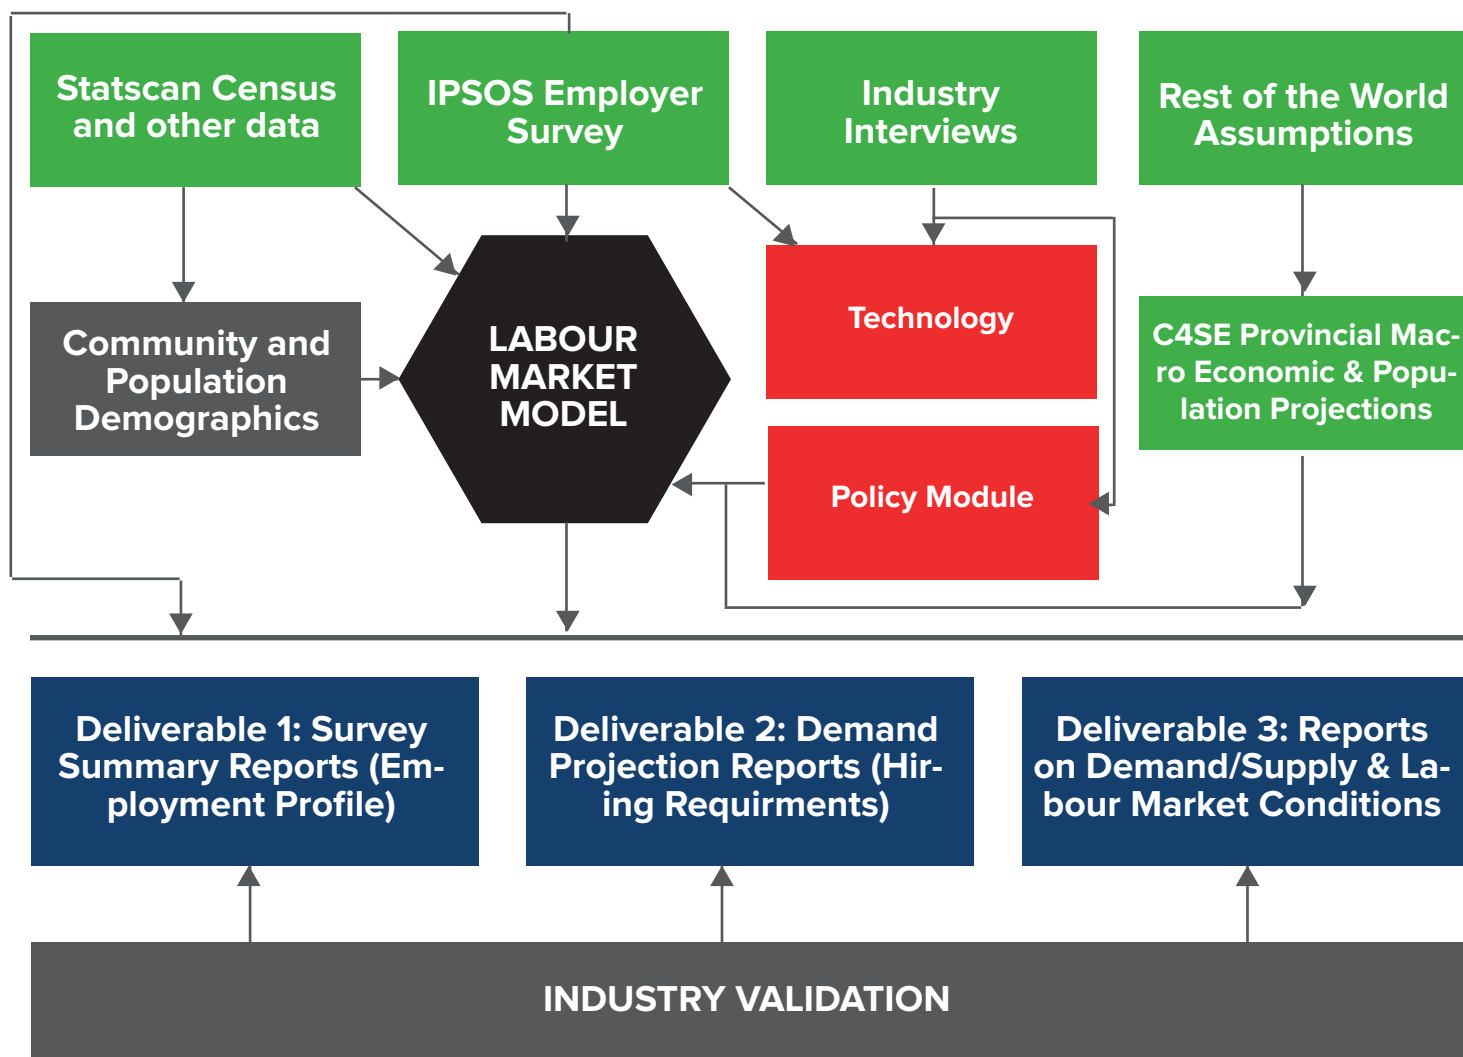 Statscan Census
and other data
IPSOS Employer
Survey
Industry
Interviews
Rest of the World
Assumptions
Community and
Population
Demographics
LABOUR
MARKET
MODEL
Technology
C4SE Provincial Mac-
ro Economic & Popu-
lation Projections
Policy Module
Deliverable 1: Survey
Summary Reports (Em-
ployment Profile)
Deliverable 2: Demand
Projection Reports (Hir-
ing Requirments)
Deliverable 3: Reports
on Demand/Supply & La-
bour Market Conditions
INDUSTRY VALIDATION